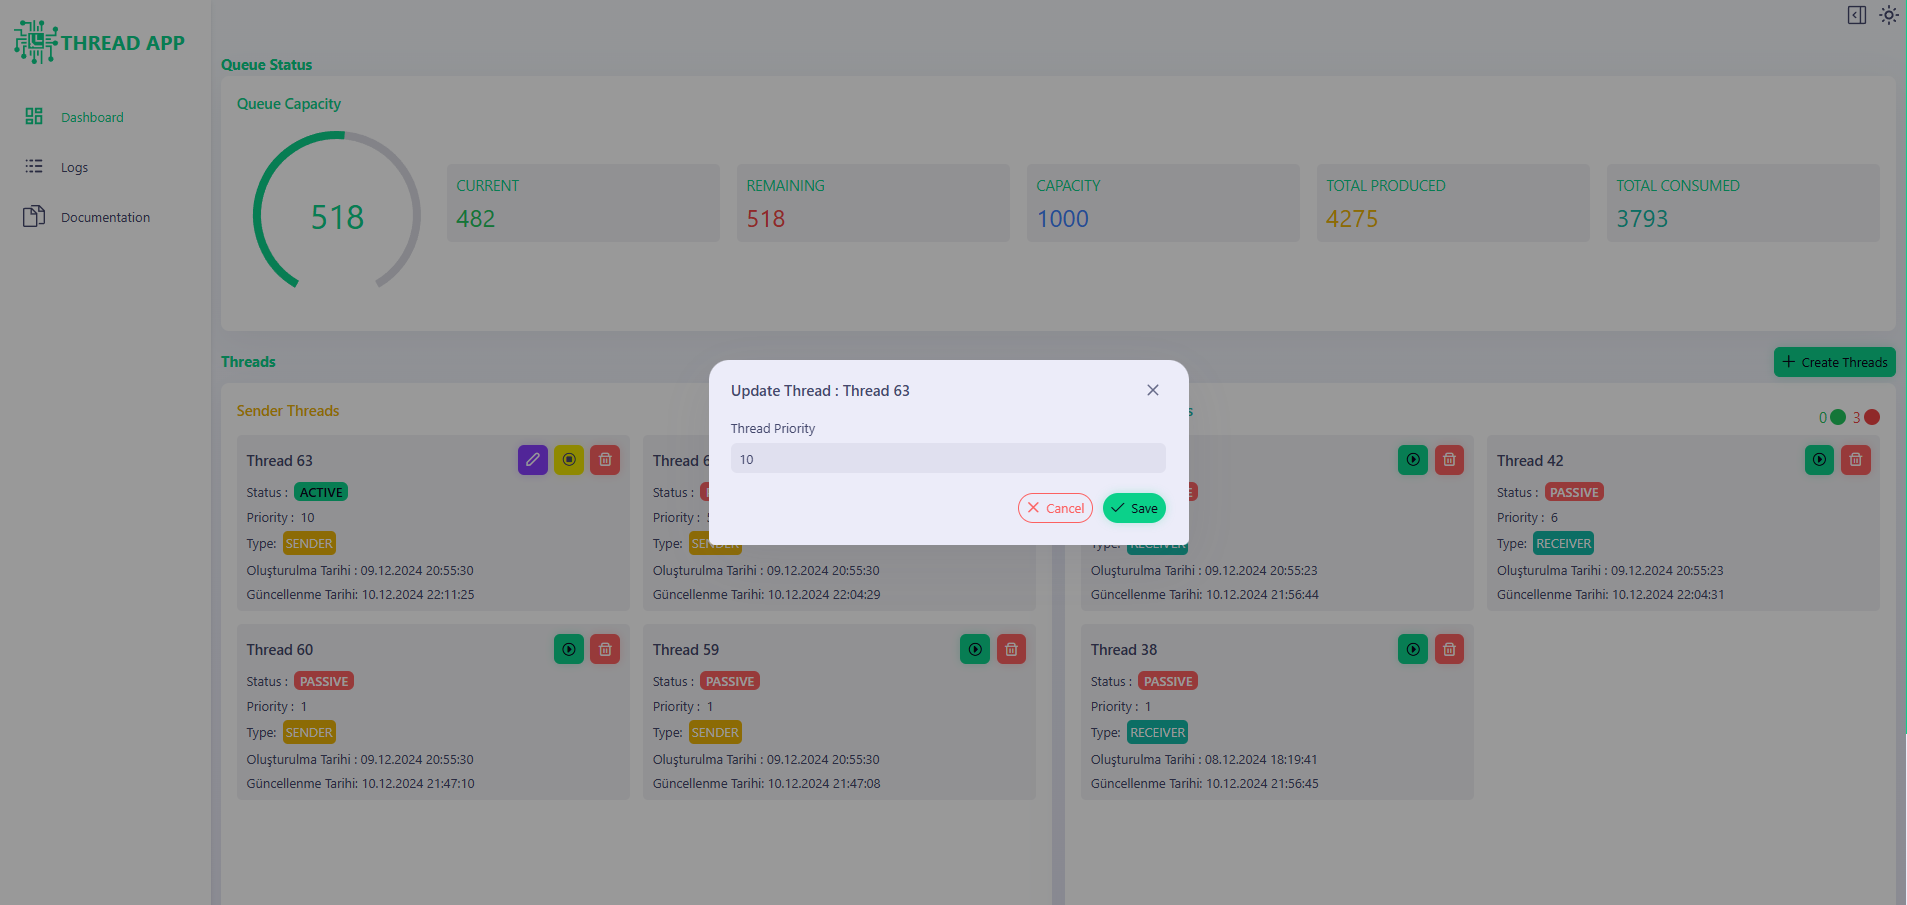 THREAD APP
Dashboard
Logs
Documentation
Queue Status
Queue Capacity
518
CURRENT
482
REMAINING
518
CAPACITY
1000
TOTAL PRODUCED
4275
TOTAL CONSUMED
3793
Threads
Create Threads
Sender Threads
0 3
Thread 63
Status : ACTIVE
Priority : 10
Type: SENDER
Oluşturulma Tarihi : 09.12.2024 20:55:30
Güncellenme Tarihi: 10.12.2024 22:11:25
Thread
Status :
Priority :
Type: SENDER
Oluşturulma Tarihi : 09.12.2024 20:55:30
Güncellenme Tarihi: 10.12.2024 22:04:29
Thread 60
Status : PASSIVE
Priority : 1
Type: SENDER
Oluşturulma Tarihi : 09.12.2024 20:55:30
Güncellenme Tarihi: 10.12.2024 21:47:10
Thread 59
Status : PASSIVE
Priority : 1
Type: SENDER
Oluşturulma Tarihi : 09.12.2024 20:55:30
Güncellenme Tarihi: 10.12.2024 21:47:08
Update Thread : Thread 63
Thread Priority
10
Cancel
Save
Type: RECEIVER
Oluşturulma Tarihi : 09.12.2024 20:55:23
Güncellenme Tarihi: 10.12.2024 21:56:44
Thread 42
Status : PASSIVE
Priority : 6
Type: RECEIVER
Oluşturulma Tarihi : 09.12.2024 20:55:23
Güncellenme Tarihi: 10.12.2024 22:04:31
Thread 38
Status : PASSIVE
Priority : 1
Type: RECEIVER
Oluşturulma Tarihi : 08.12.2024 18:19:41
Güncellenme Tarihi: 10.12.2024 21:56:45